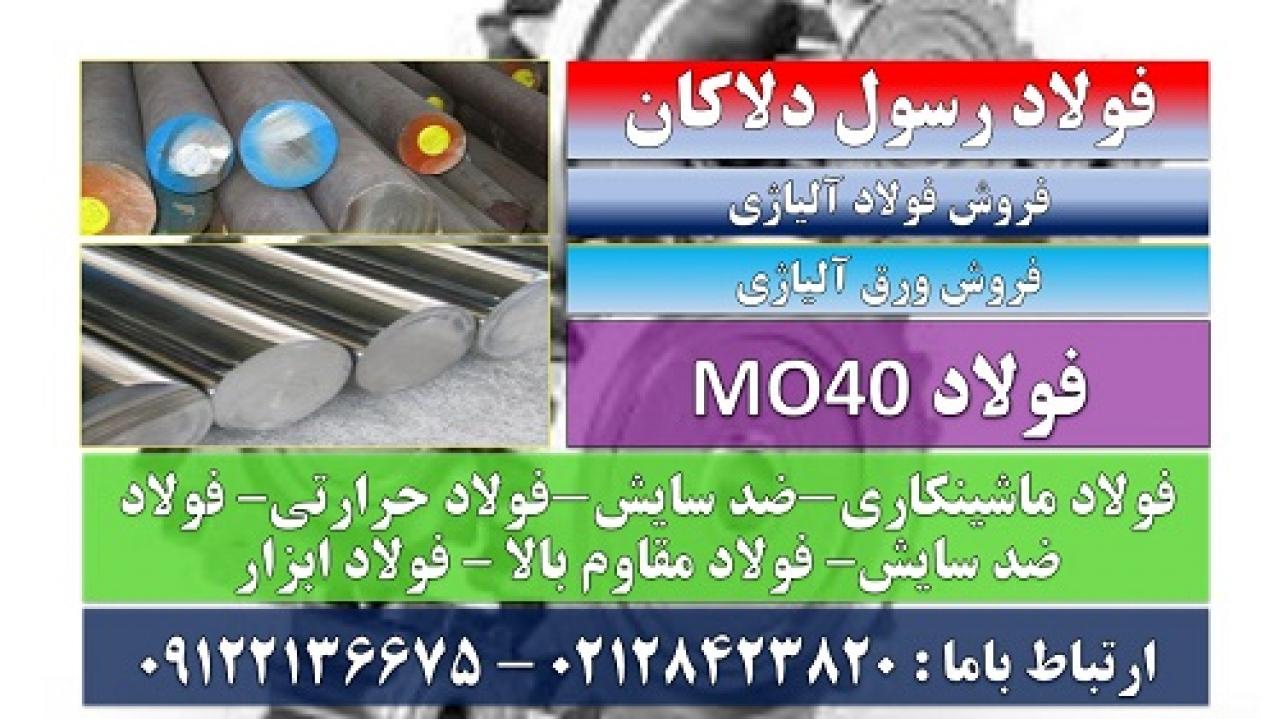 فولاد رسول دلاکان
فروش فولاد آلیاژی
فروش ورق آلیاژی
فولاد MO40
فولاد ماشینکاری–ضد سایش–فولاد حرارتی– فولاد
ضد سایش– فولاد مقاوم بالا – فولاد ابزار
ارتباط باما : ۰۲۱۲۸۴۲۳۸۲۰ – ۰۹۱۲۲۱۳۶۶۷۵